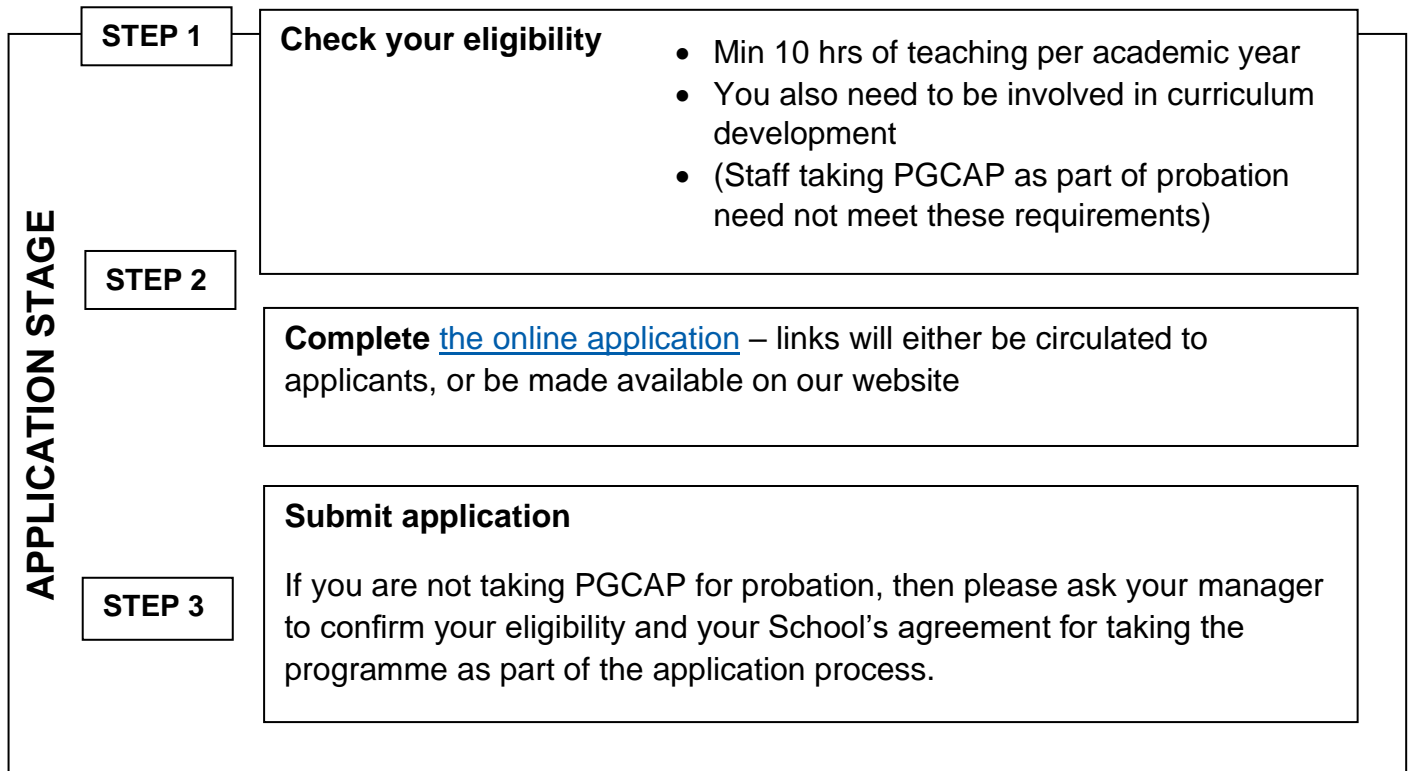 APPLICATION STAGE
STEP 1
Check your eligibility
• Min 10 hrs of teaching per academic year
• You also need to be involved in curriculum
development
• (Staff taking PGCAP as part of probation
need not meet these requirements)
STEP 2
Complete the online application – links will either be circulated to
applicants, or be made available on our website
STEP 3
Submit application
If you are not taking PGCAP for probation, then please ask your manager
to confirm your eligibility and your School’s agreement for taking the
programme as part of the application process.